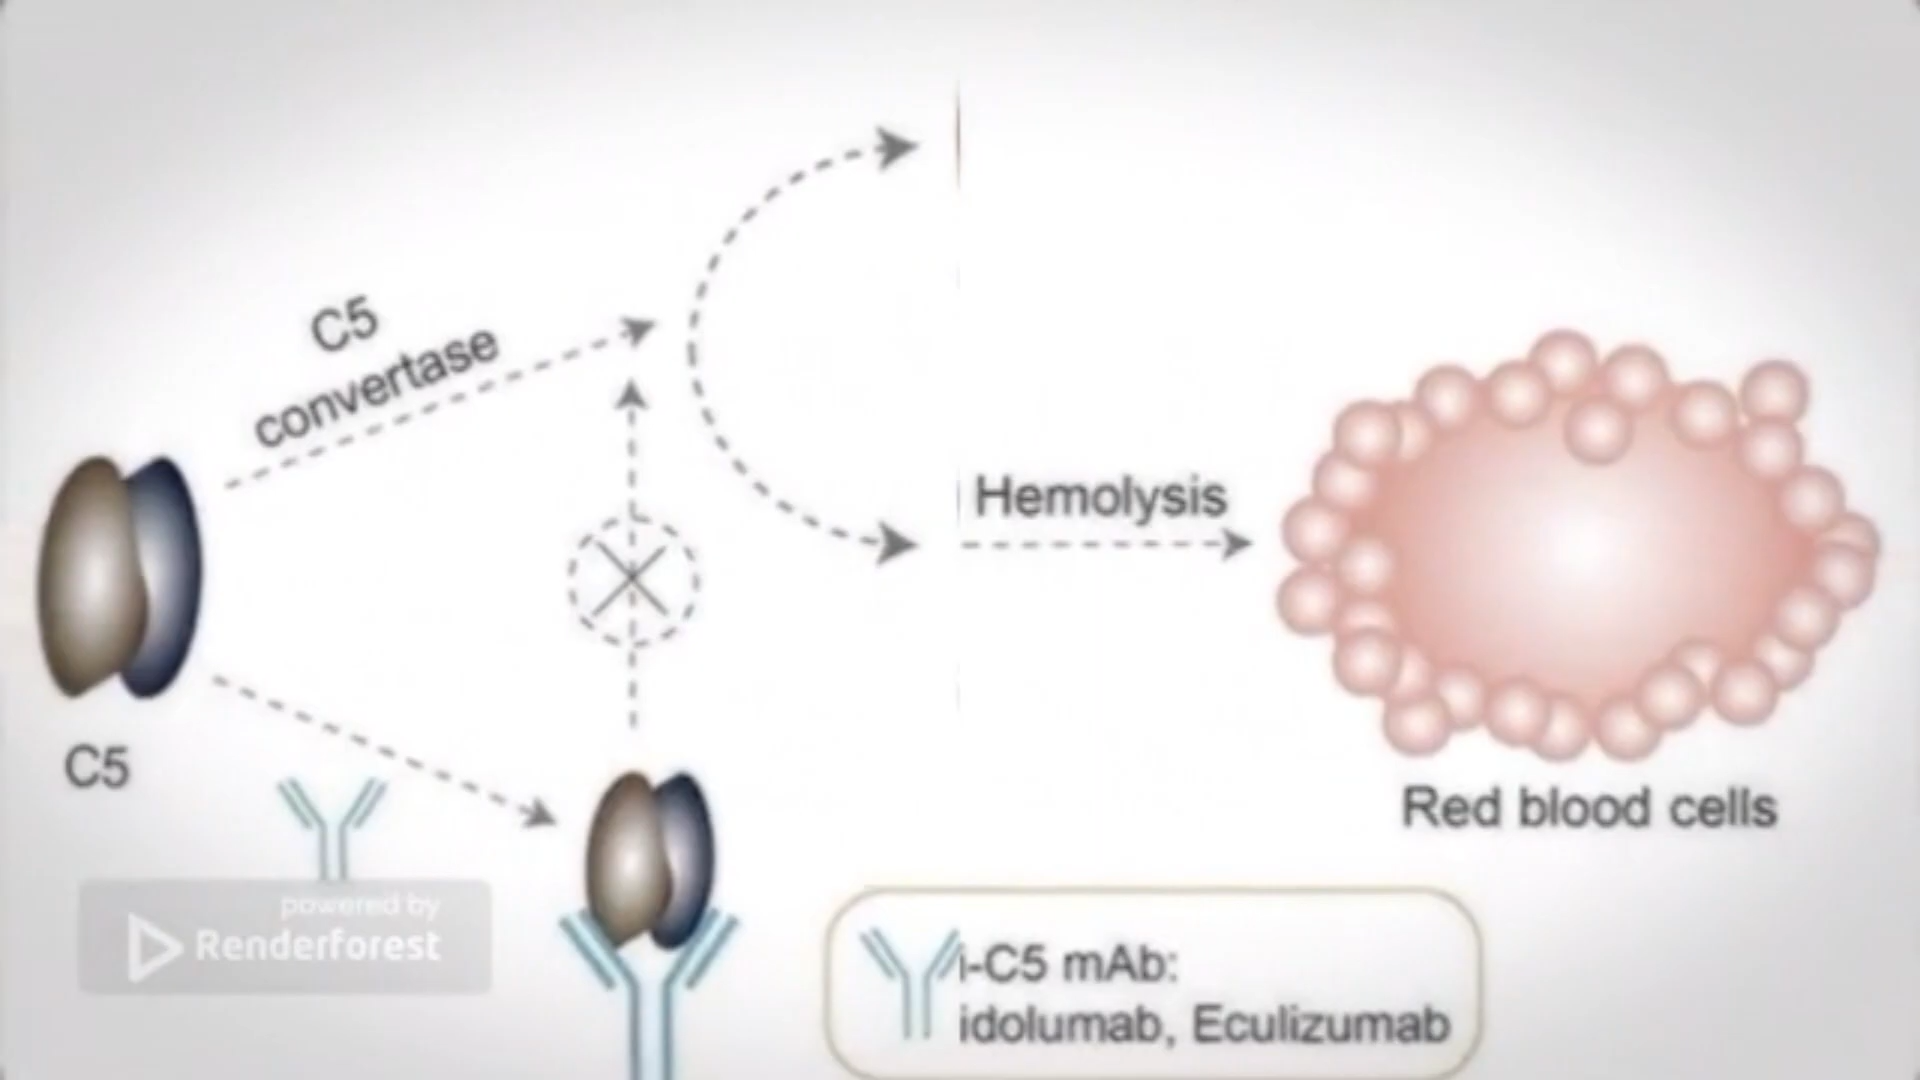 C5
convertase
Hemolysis
C5
Red blood cells
powered by
Renderforest
i-C5 mAb:
idolumab, Eculizumab